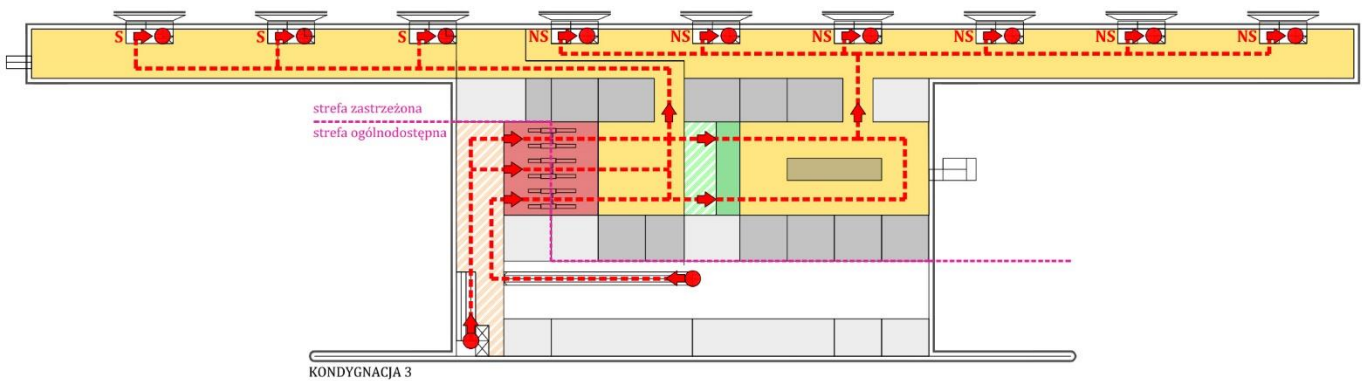 S
S
S
NS
NS
NS
NS
NS
NS
strefa zastrzeżona
strefa ogólnodostępna
KONDYGNACJA 3